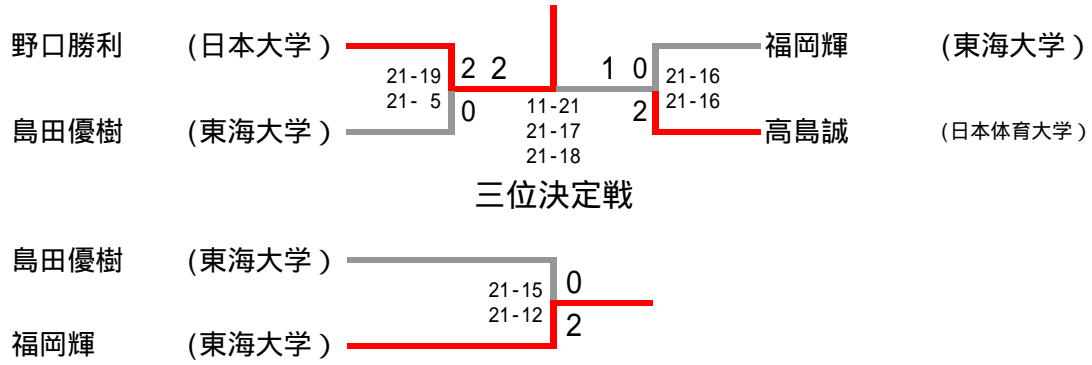 野口勝利 (日本大学) 2 2 1 0 福岡輝 (東海大学)
21-19 21-16
21- 5 21-16
島田優樹 (東海大学) 0 11-21 2 高島誠 (日本体育大学)
21-17
21-18
三位決定戦
島田優樹 (東海大学) 0
21-15
21-12
福岡輝 (東海大学) 2